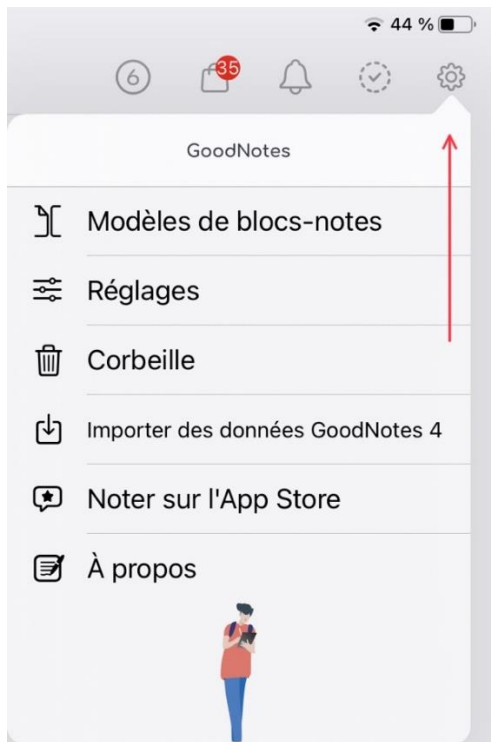 44 %
6
35
GoodNotes
Modèles de blocs-notes
Réglages
Corbeille
Importer des données GoodNotes 4
Noter sur l'App Store
À propos